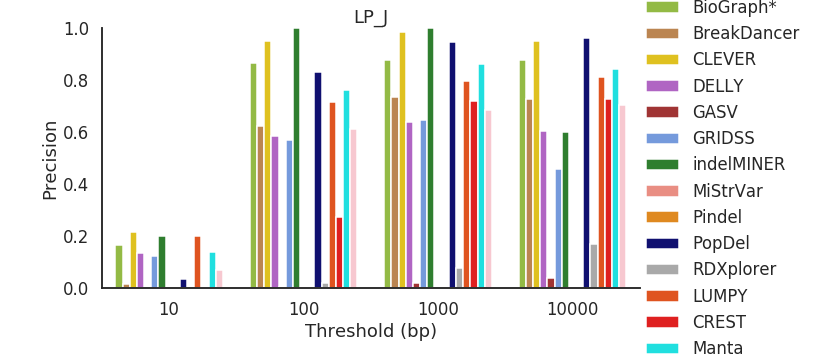 LP_J
1.0
0.8
0.6
0.4
0.2
0.0
Precision
10 100 1000 10000
Threshold (bp)
BioGraph*
BreakDancer
CLEVER
DELLY
GASV
GRIDSS
indelMINER
MiStrVar
Pindel
PopDel
RDXplorer
LUMPY
CREST
Manta